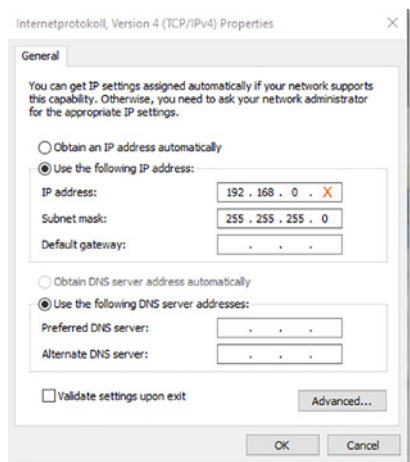 Internetprotokoll, Version 4 (TCP/IPv4) Properties
General
You can get IP settings assigned automatically if your network supports
this capability. Otherwise, you need to ask your network administrator
for the appropriate IP settings.
Obtain an IP address automatically
Use the following IP address:
IP address: 192 . 168 . 0 . X
Subnet mask: 255 . 255 . 255 . 0
Default gateway: . . .
Obtain DNS server address automatically
Use the following DNS server addresses:
Preferred DNS server: . . .
Alternate DNS server: . . .
Validate settings upon exit
Advanced...
OK Cancel